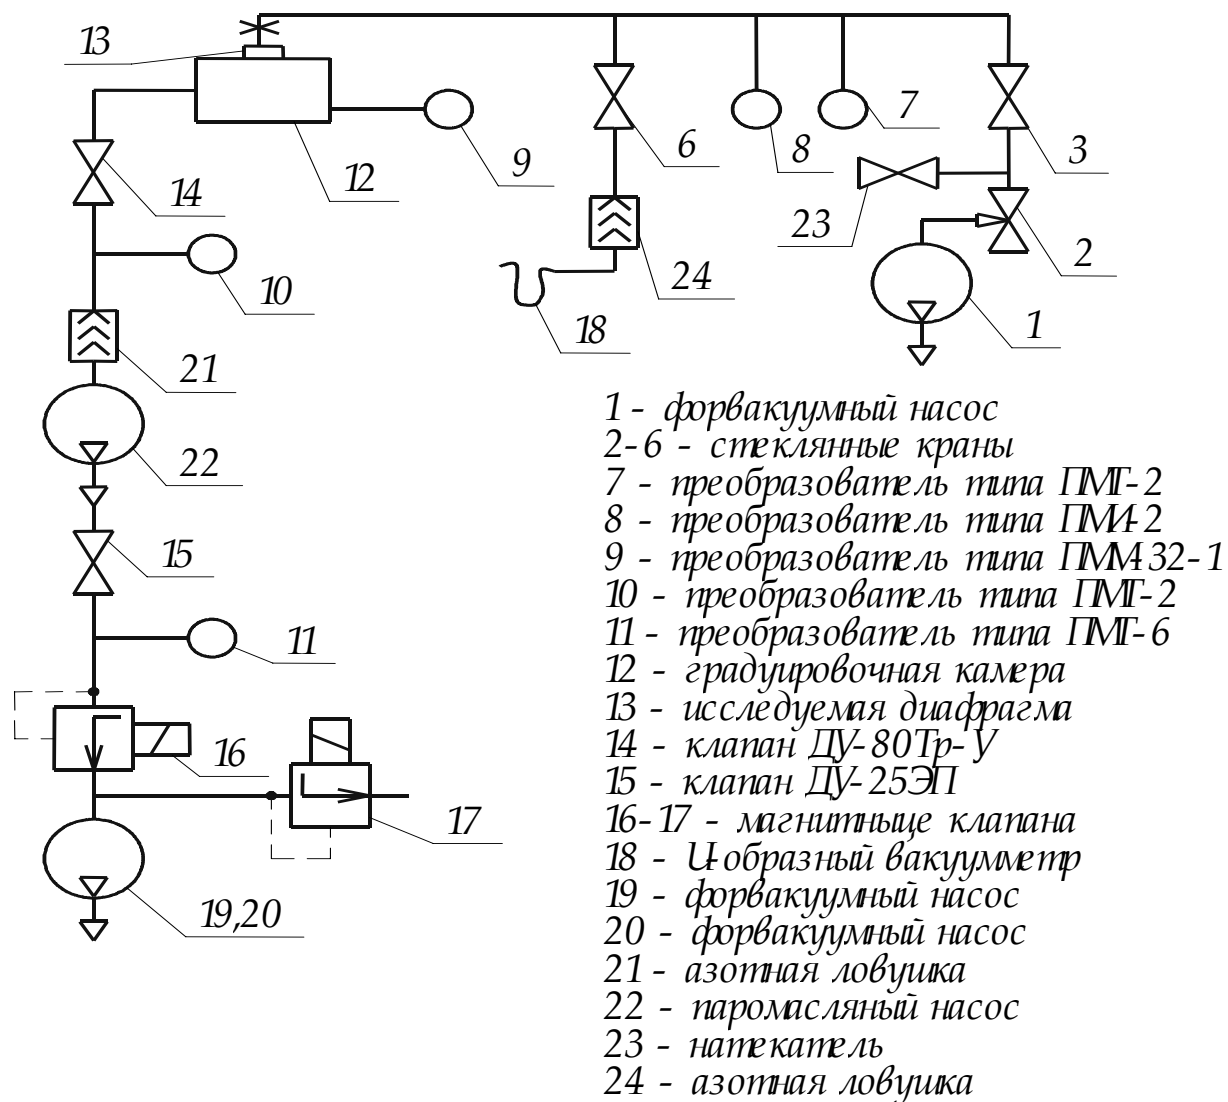 13
14
12
9
6
8
7
3
23
2
10
24
18
1
21
22
15
11
16
17
19,20
1 - форвакуумный насос
2-6 - стеклянные краны
7 - преобразователь типа ПМТ-2
8 - преобразователь типа ПМИ-2
9 - преобразователь типа ПММ-32-1
10 - преобразователь типа ПМТ-2
11 - преобразователь типа ПМТ-6
12 - градуировочная камера
13 - исследуемая диафрагма
14 - клапан ДУ-80Тр-У
15 - клапан ДУ-25ЭП
16-17 - магнитныце клапана
18 - U-образный вакуумметр
19 - форвакуумный насос
20 - форвакуумный насос
21 - азотная ловушка
22 - паромасляный насос
23 - натекатель
24 - азотная ловушка